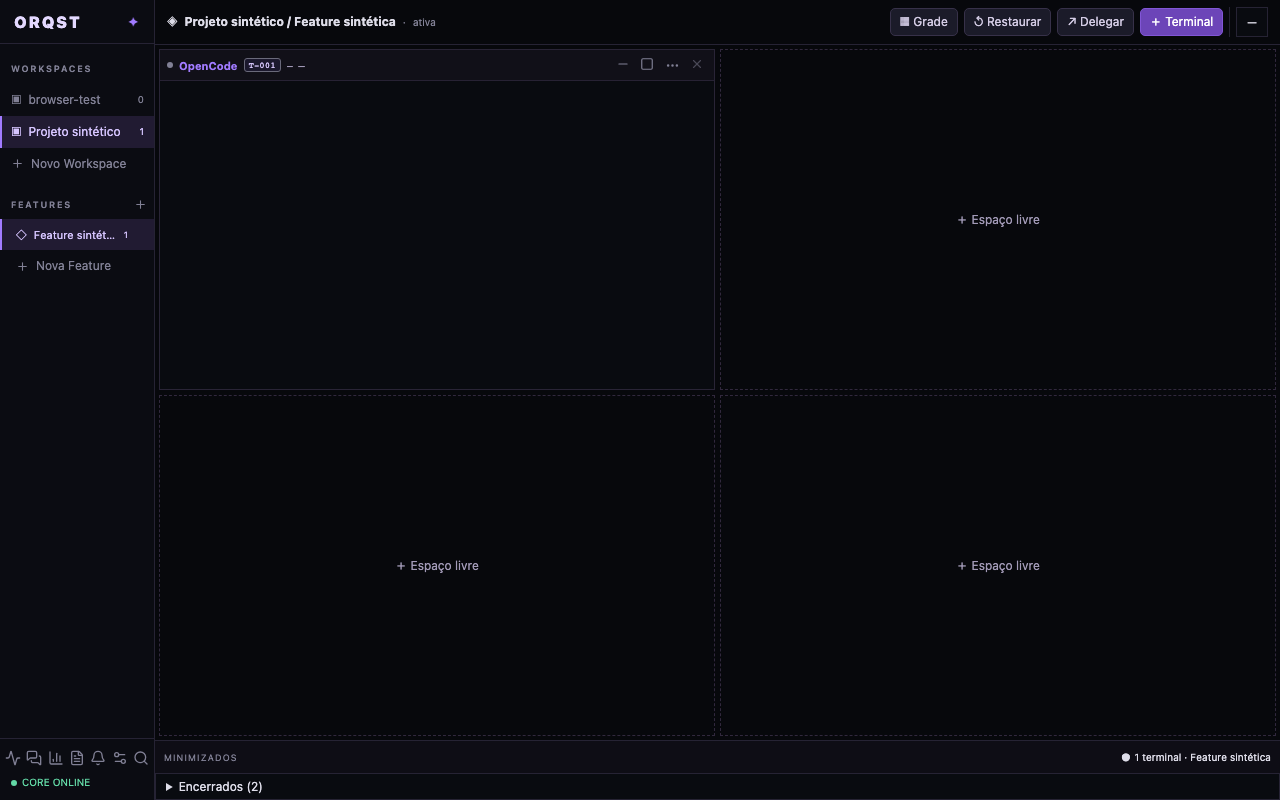 ORQST
Projeto sintético / Feature sintética · ativa
Grade
Restaurar
Delegar
+ Terminal
WORKSPACES
browser-test 0
Projeto sintético 1
+ Novo Workspace
FEATURES +
Feature sintét... 1
+ Nova Feature
OpenCode T-001 — —
+ Espaço livre
+ Espaço livre
+ Espaço livre
MINIMIZADOS
1 terminal · Feature sintética
Encerrados (2)
CORE ONLINE